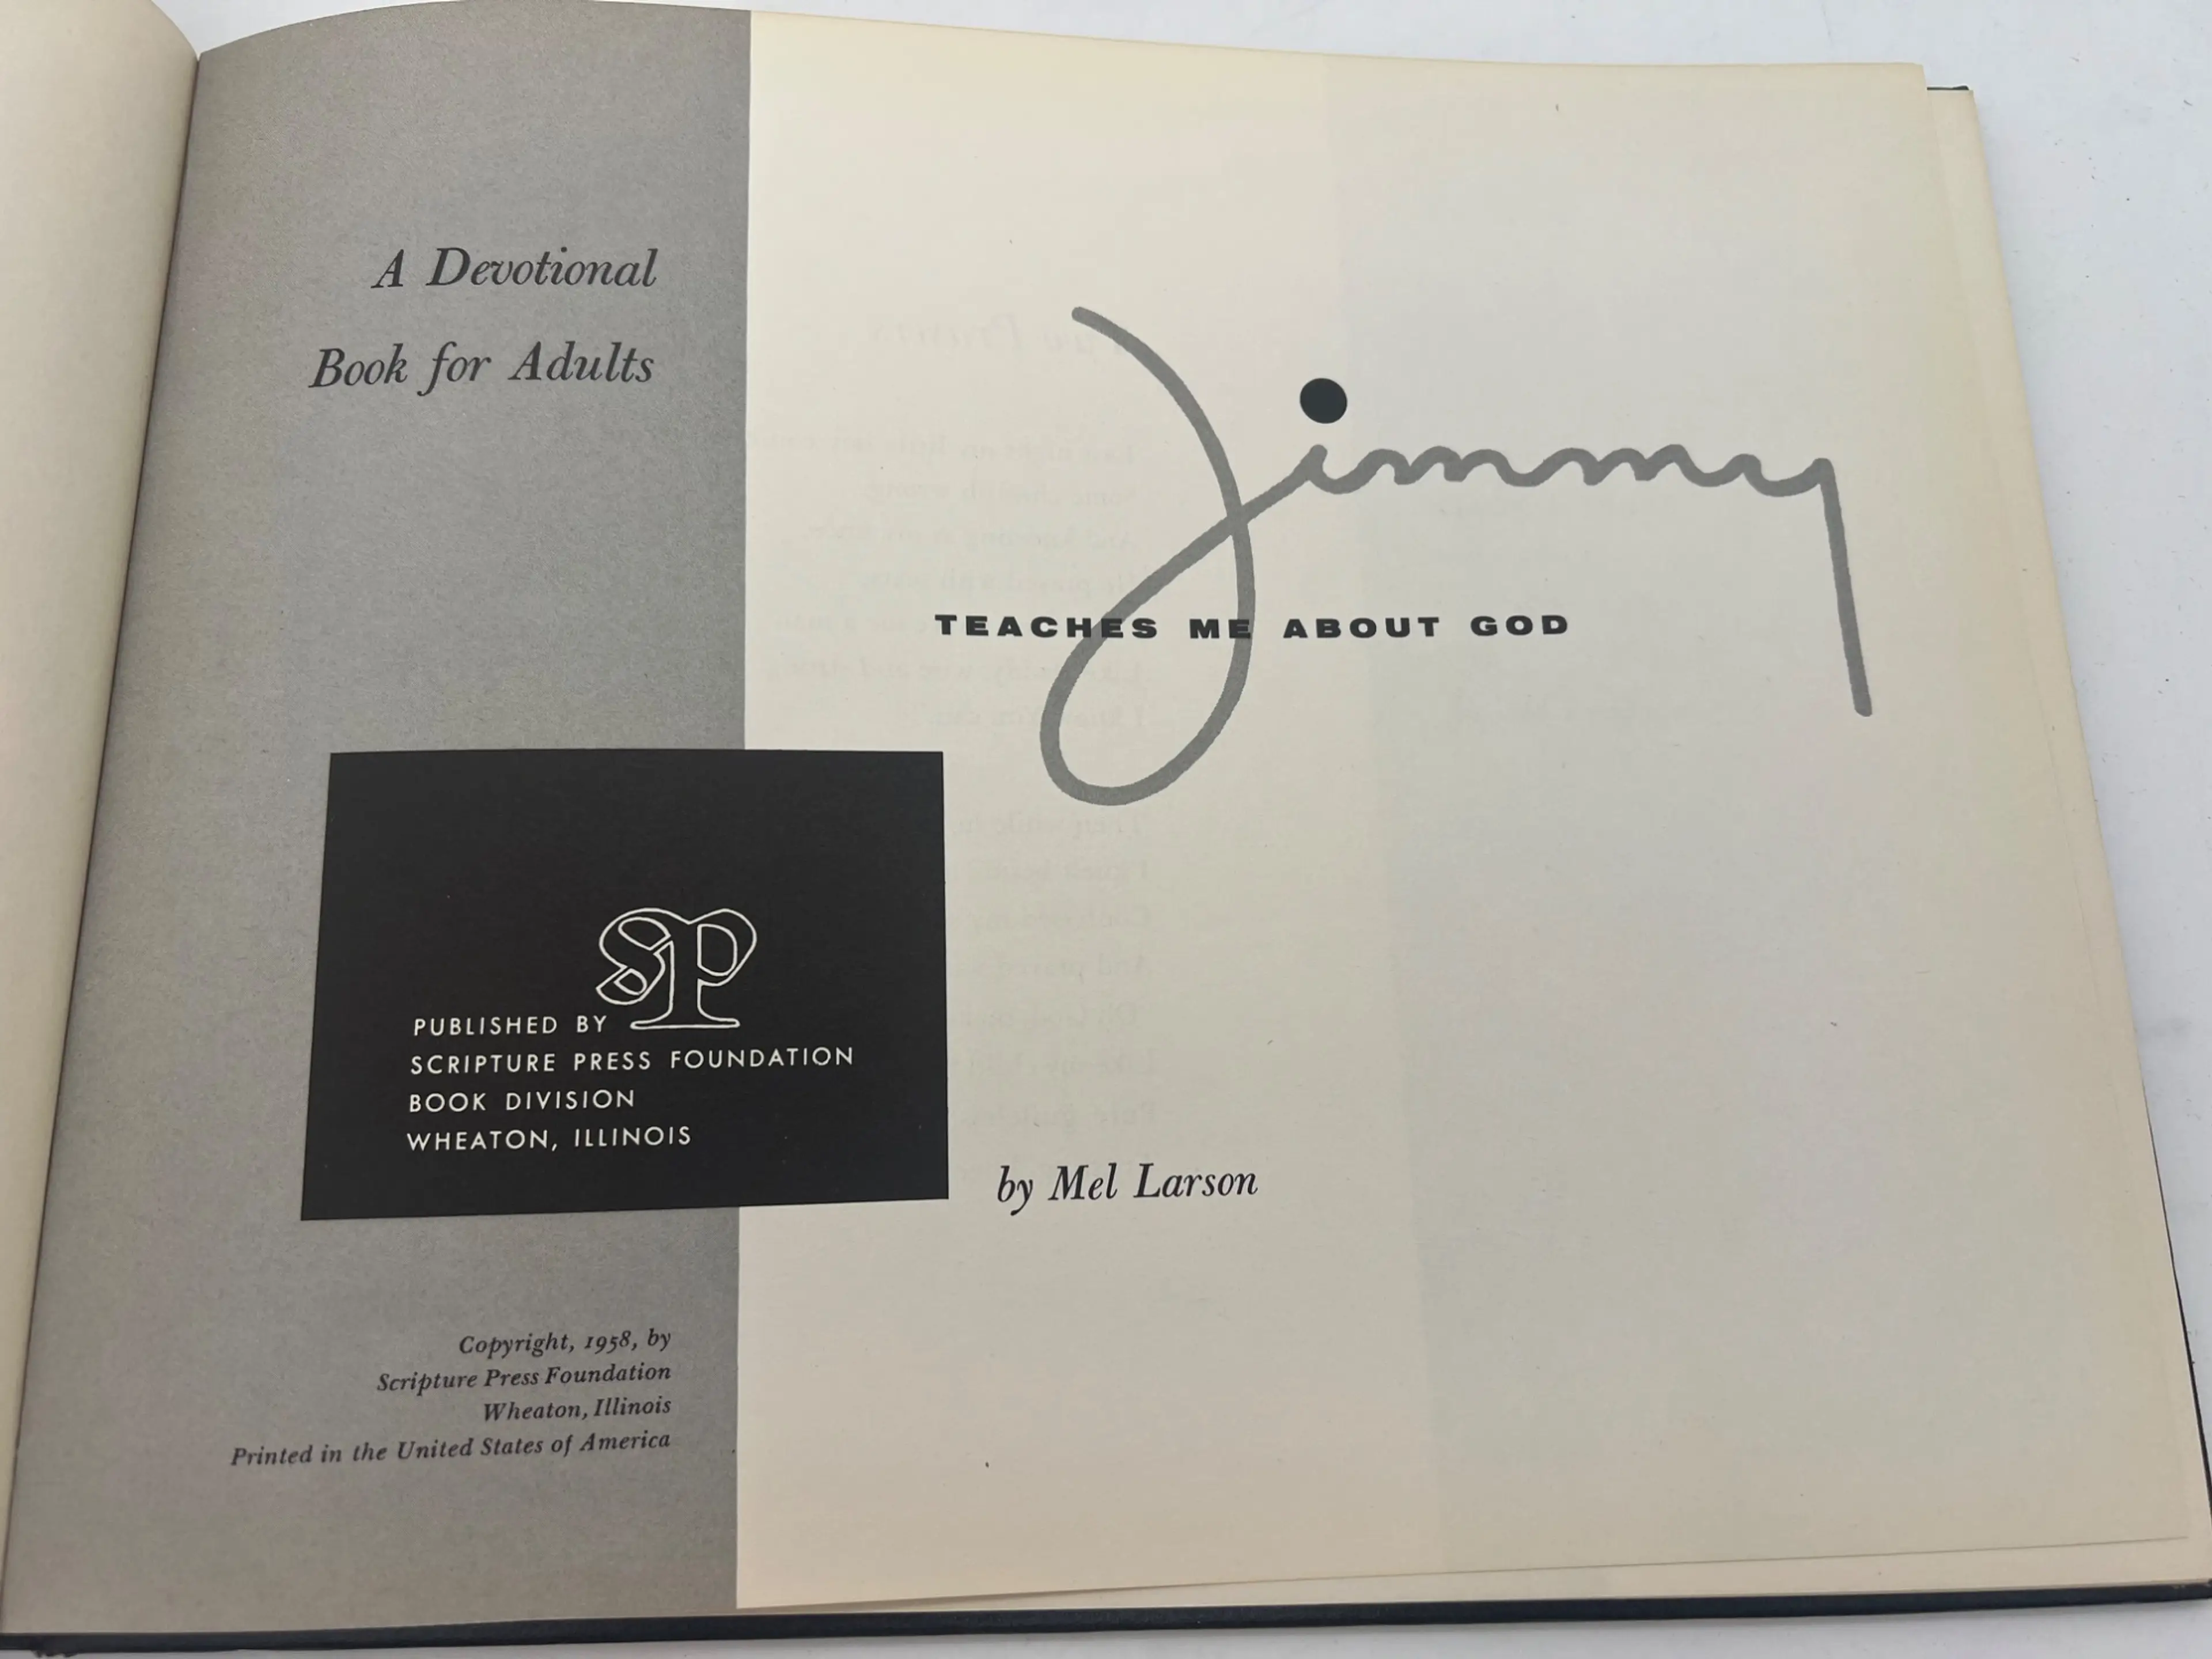 A Devotional
Book for Adults
Jimmy
TEACHES ME ABOUT GOD
SP
PUBLISHED BY
SCRIPTURE PRESS FOUNDATION
BOOK DIVISION
WHEATON, ILLINOIS
by Mel Larson
Copyright, 1958, by
Scripture Press Foundation
Wheaton, Illinois
Printed in the United States of America